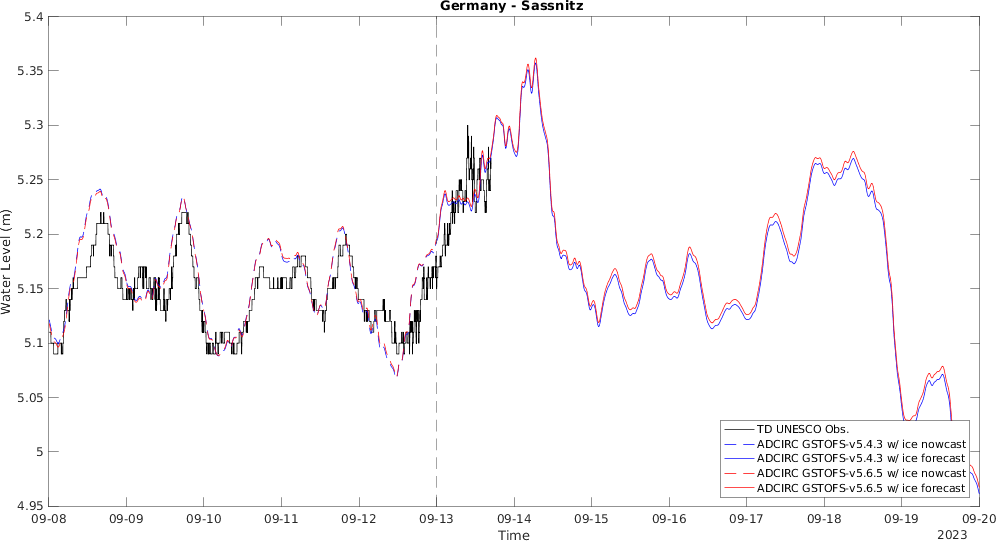 Germany - Sassnitz
5.4
5.35
5.3
5.25
5.2
5.15
5.1
5.05
5
4.95
Water Level (m)
TD UNESCO Obs.
ADCIRC GSTOFS-v5.4.3 w/ ice nowcast
ADCIRC GSTOFS-v5.4.3 w/ ice forecast
ADCIRC GSTOFS-v5.6.5 w/ ice nowcast
ADCIRC GSTOFS-v5.6.5 w/ ice forecast
09-08 09-09 09-10 09-11 09-12 09-13 09-14 09-15 09-16 09-17 09-18 09-19 09-20
Time
2023